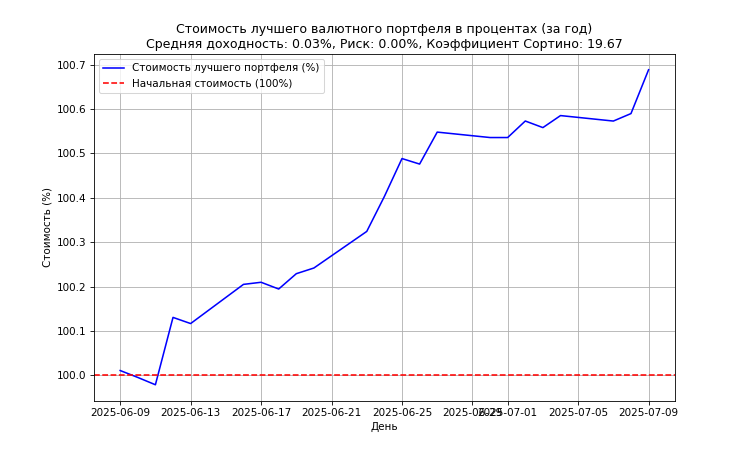 Стоимость лучшего валютного портфеля в процентах (за год)
Средняя доходность: 0.03%, Риск: 0.00%, Коэффициент Сортино: 19.67
Стоимость лучшего портфеля (%)
Начальная стоимость (100%)
100.7
100.6
100.5
100.4
100.3
100.2
100.1
100.0
Стоимость (%)
2025-06-09 2025-06-13 2025-06-17 2025-06-21 2025-06-25 2025-06-29 2025-07-01 2025-07-05 2025-07-09
День